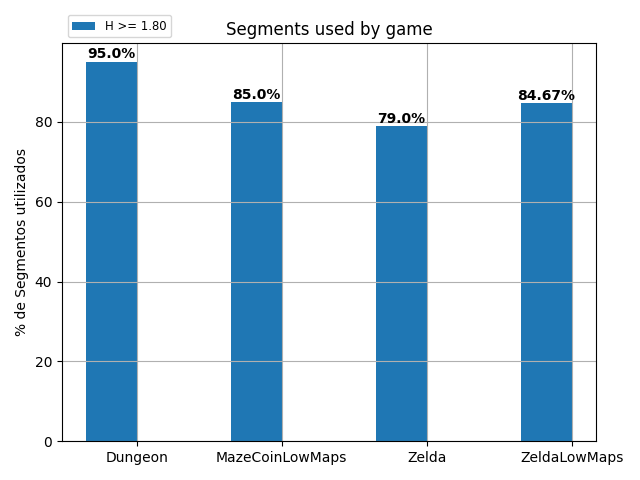 H >= 1.80
Segments used by game
95.0%
85.0%
79.0%
84.67%
% de Segmentos utilizados
80
60
40
20
0
Dungeon
MazeCoinLowMaps
Zelda
ZeldaLowMaps